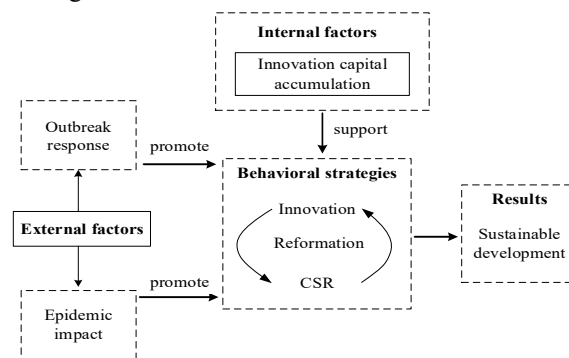 Internal factors
Innovation capital
accumulation
Outbreak
response
promote
support
Behavioral strategies
Innovation
Reformation
CSR
External factors
Results
Sustainable
development
promote
Epidemic
impact